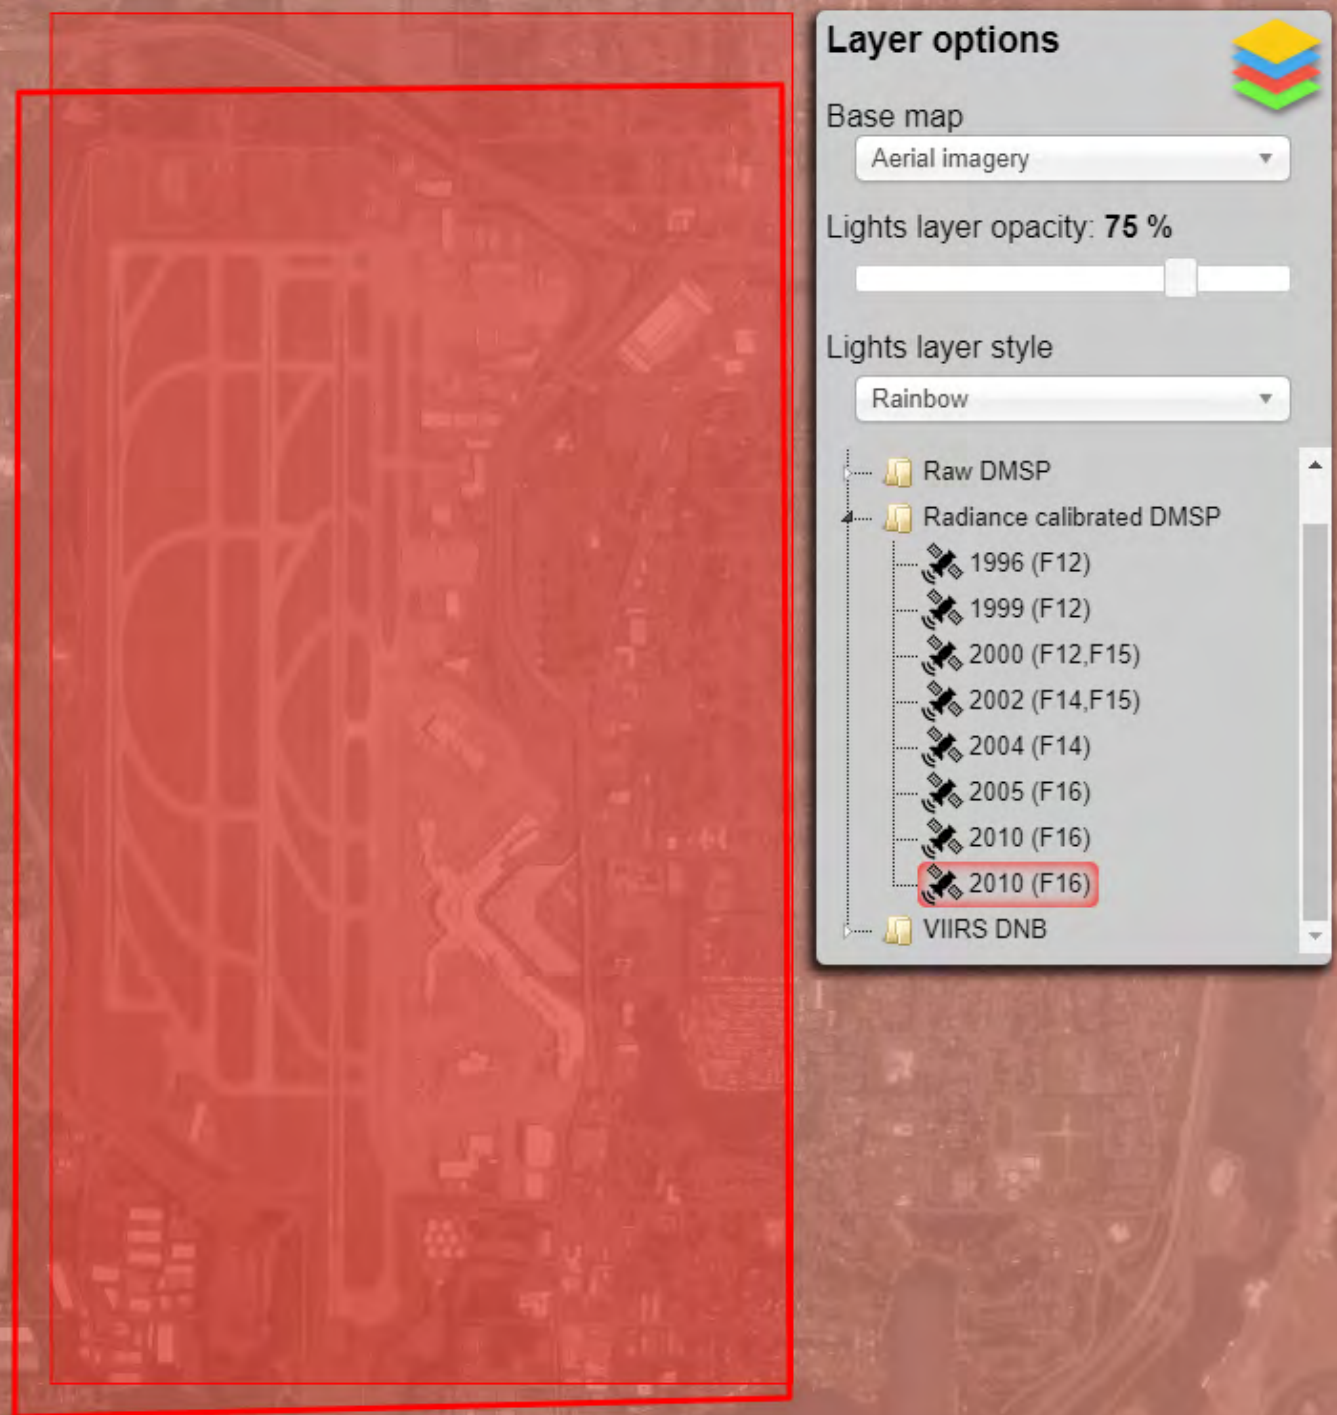 Layer options
Base map
Aerial imagery
Lights layer opacity: 75 %
Lights layer style
Rainbow
Raw DMSP
Radiance calibrated DMSP
1996 (F12)
1999 (F12)
2000 (F12,F15)
2002 (F14,F15)
2004 (F14)
2005 (F16)
2010 (F16)
2010 (F16)
VIIRS DNB